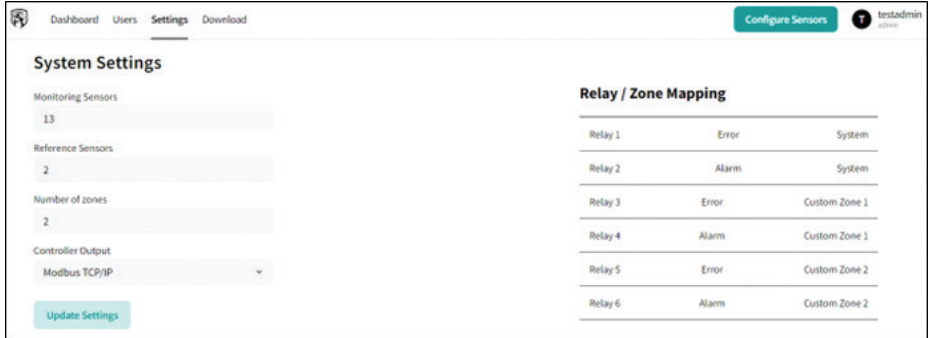 Dashboard Users Settings Download Configure Sensors T testadmin
admin
System Settings
Monitoring Sensors
13
Reference Sensors
2
Number of zones
2
Controller Output
Modbus TCP/IP
Update Settings
Relay / Zone Mapping
Relay 1 Error System
Relay 2 Alarm System
Relay 3 Error Custom Zone 1
Relay 4 Alarm Custom Zone 1
Relay 5 Error Custom Zone 2
Relay 6 Alarm Custom Zone 2